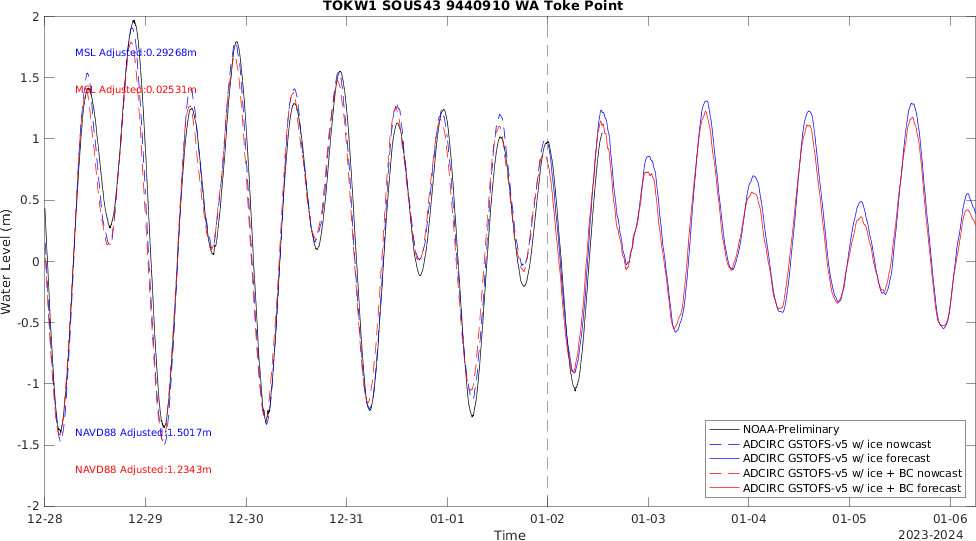 TOKW1 SOUS43 9440910 WA Toke Point
2
1.5
1
0.5
0
-0.5
-1
-1.5
-2
Water Level (m)
MSL Adjusted:0.29268m
MSL Adjusted:0.02531m
NAVD88 Adjusted:1.5017m
NAVD88 Adjusted:1.2343m
NOAA-Preliminary
ADCIRC GSTOFS-v5 w/ ice nowcast
ADCIRC GSTOFS-v5 w/ ice forecast
ADCIRC GSTOFS-v5 w/ ice + BC nowcast
ADCIRC GSTOFS-v5 w/ ice + BC forecast
12-28 12-29 12-30 12-31 01-01 01-02 01-03 01-04 01-05 01-06
Time
2023-2024